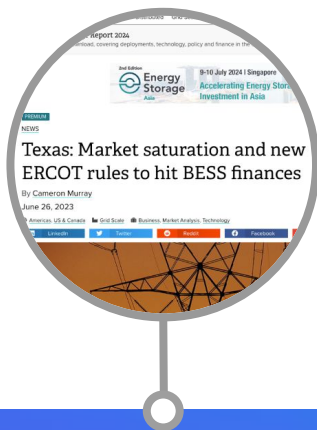 Report 2024
covering deployments, technology, policy and finance in the
2nd Edition
Energy
Storage
Asia
9-10 July 2024 | Singapore
Accelerating Energy Stora
Investment in Asia
PREMIUM
NEWS
Texas: Market saturation and new
ERCOT rules to hit BESS finances
By Cameron Murray
June 26, 2023
Americas, US & Canada Grid Scale Business, Market Analysis, Technology
LinkedIn Twitter Reddit Facebook